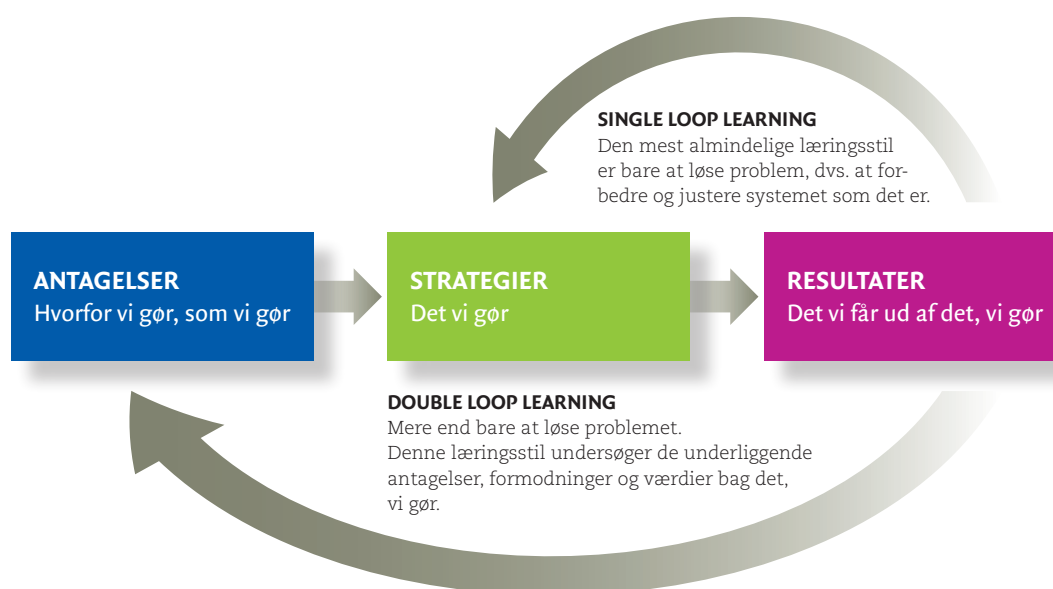 SINGLE LOOP LEARNING
Den mest almindelige læringsstil
er bare at løse problem, dvs. at for-
bedre og justere systemet som det er.
ANTAGELSER
Hvorfor vi gør, som vi gør
STRATEGIER
Det vi gør
RESULTATER
Det vi får ud af det, vi gør
DOUBLE LOOP LEARNING
Mere end bare at løse problemet.
Denne læringsstil undersøger de underliggende
antagelser, formodninger og værdier bag det,
vi gør.